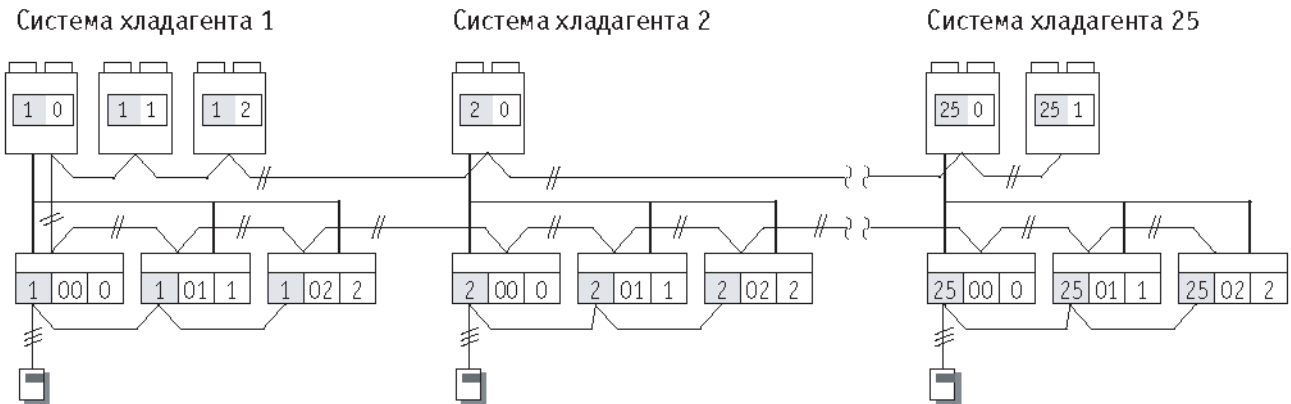 Система хладагента 1 Система хладагента 2 Система хладагента 25
1 0 1 1 1 2 2 0 25 0 25 1
1 00 0 1 01 1 1 02 2 2 00 0 2 01 1 2 02 2 25 00 0 25 01 1 25 02 2